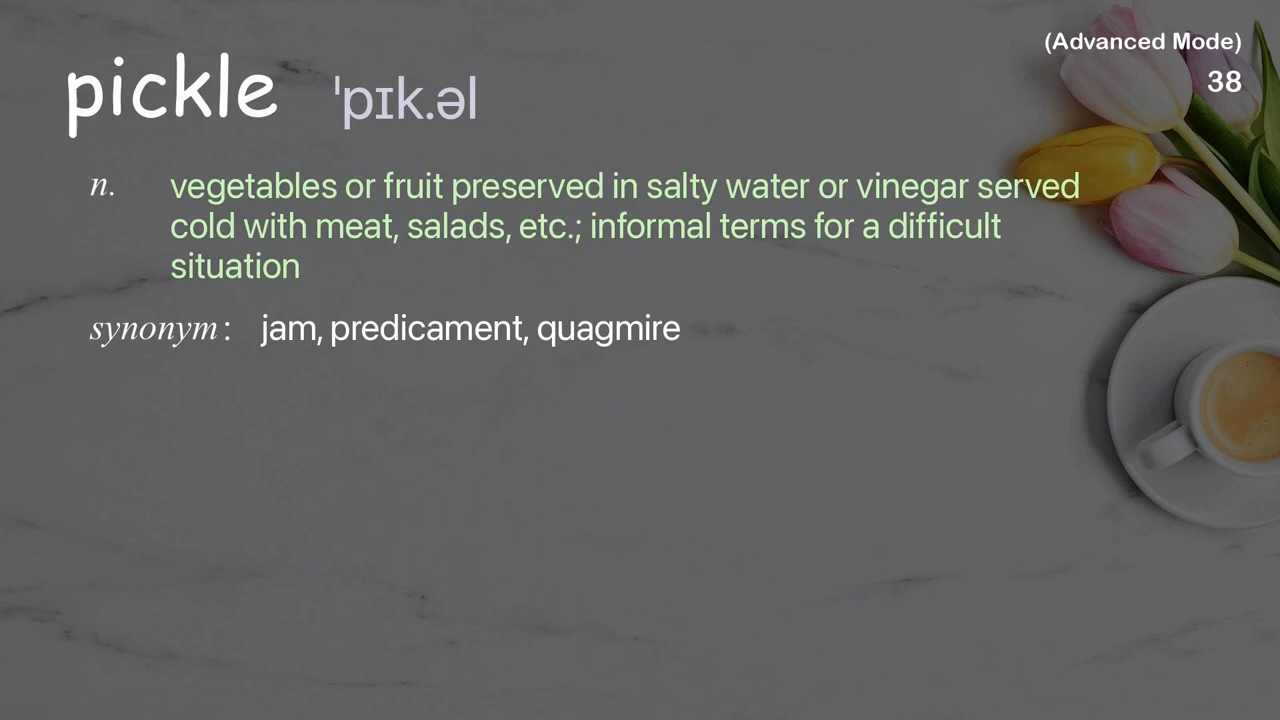 (Advanced Mode)
38
pickle ˈpɪk.əl
n. vegetables or fruit preserved in salty water or vinegar served
cold with meat, salads, etc.; informal terms for a difficult
situation
synonym: jam, predicament, quagmire